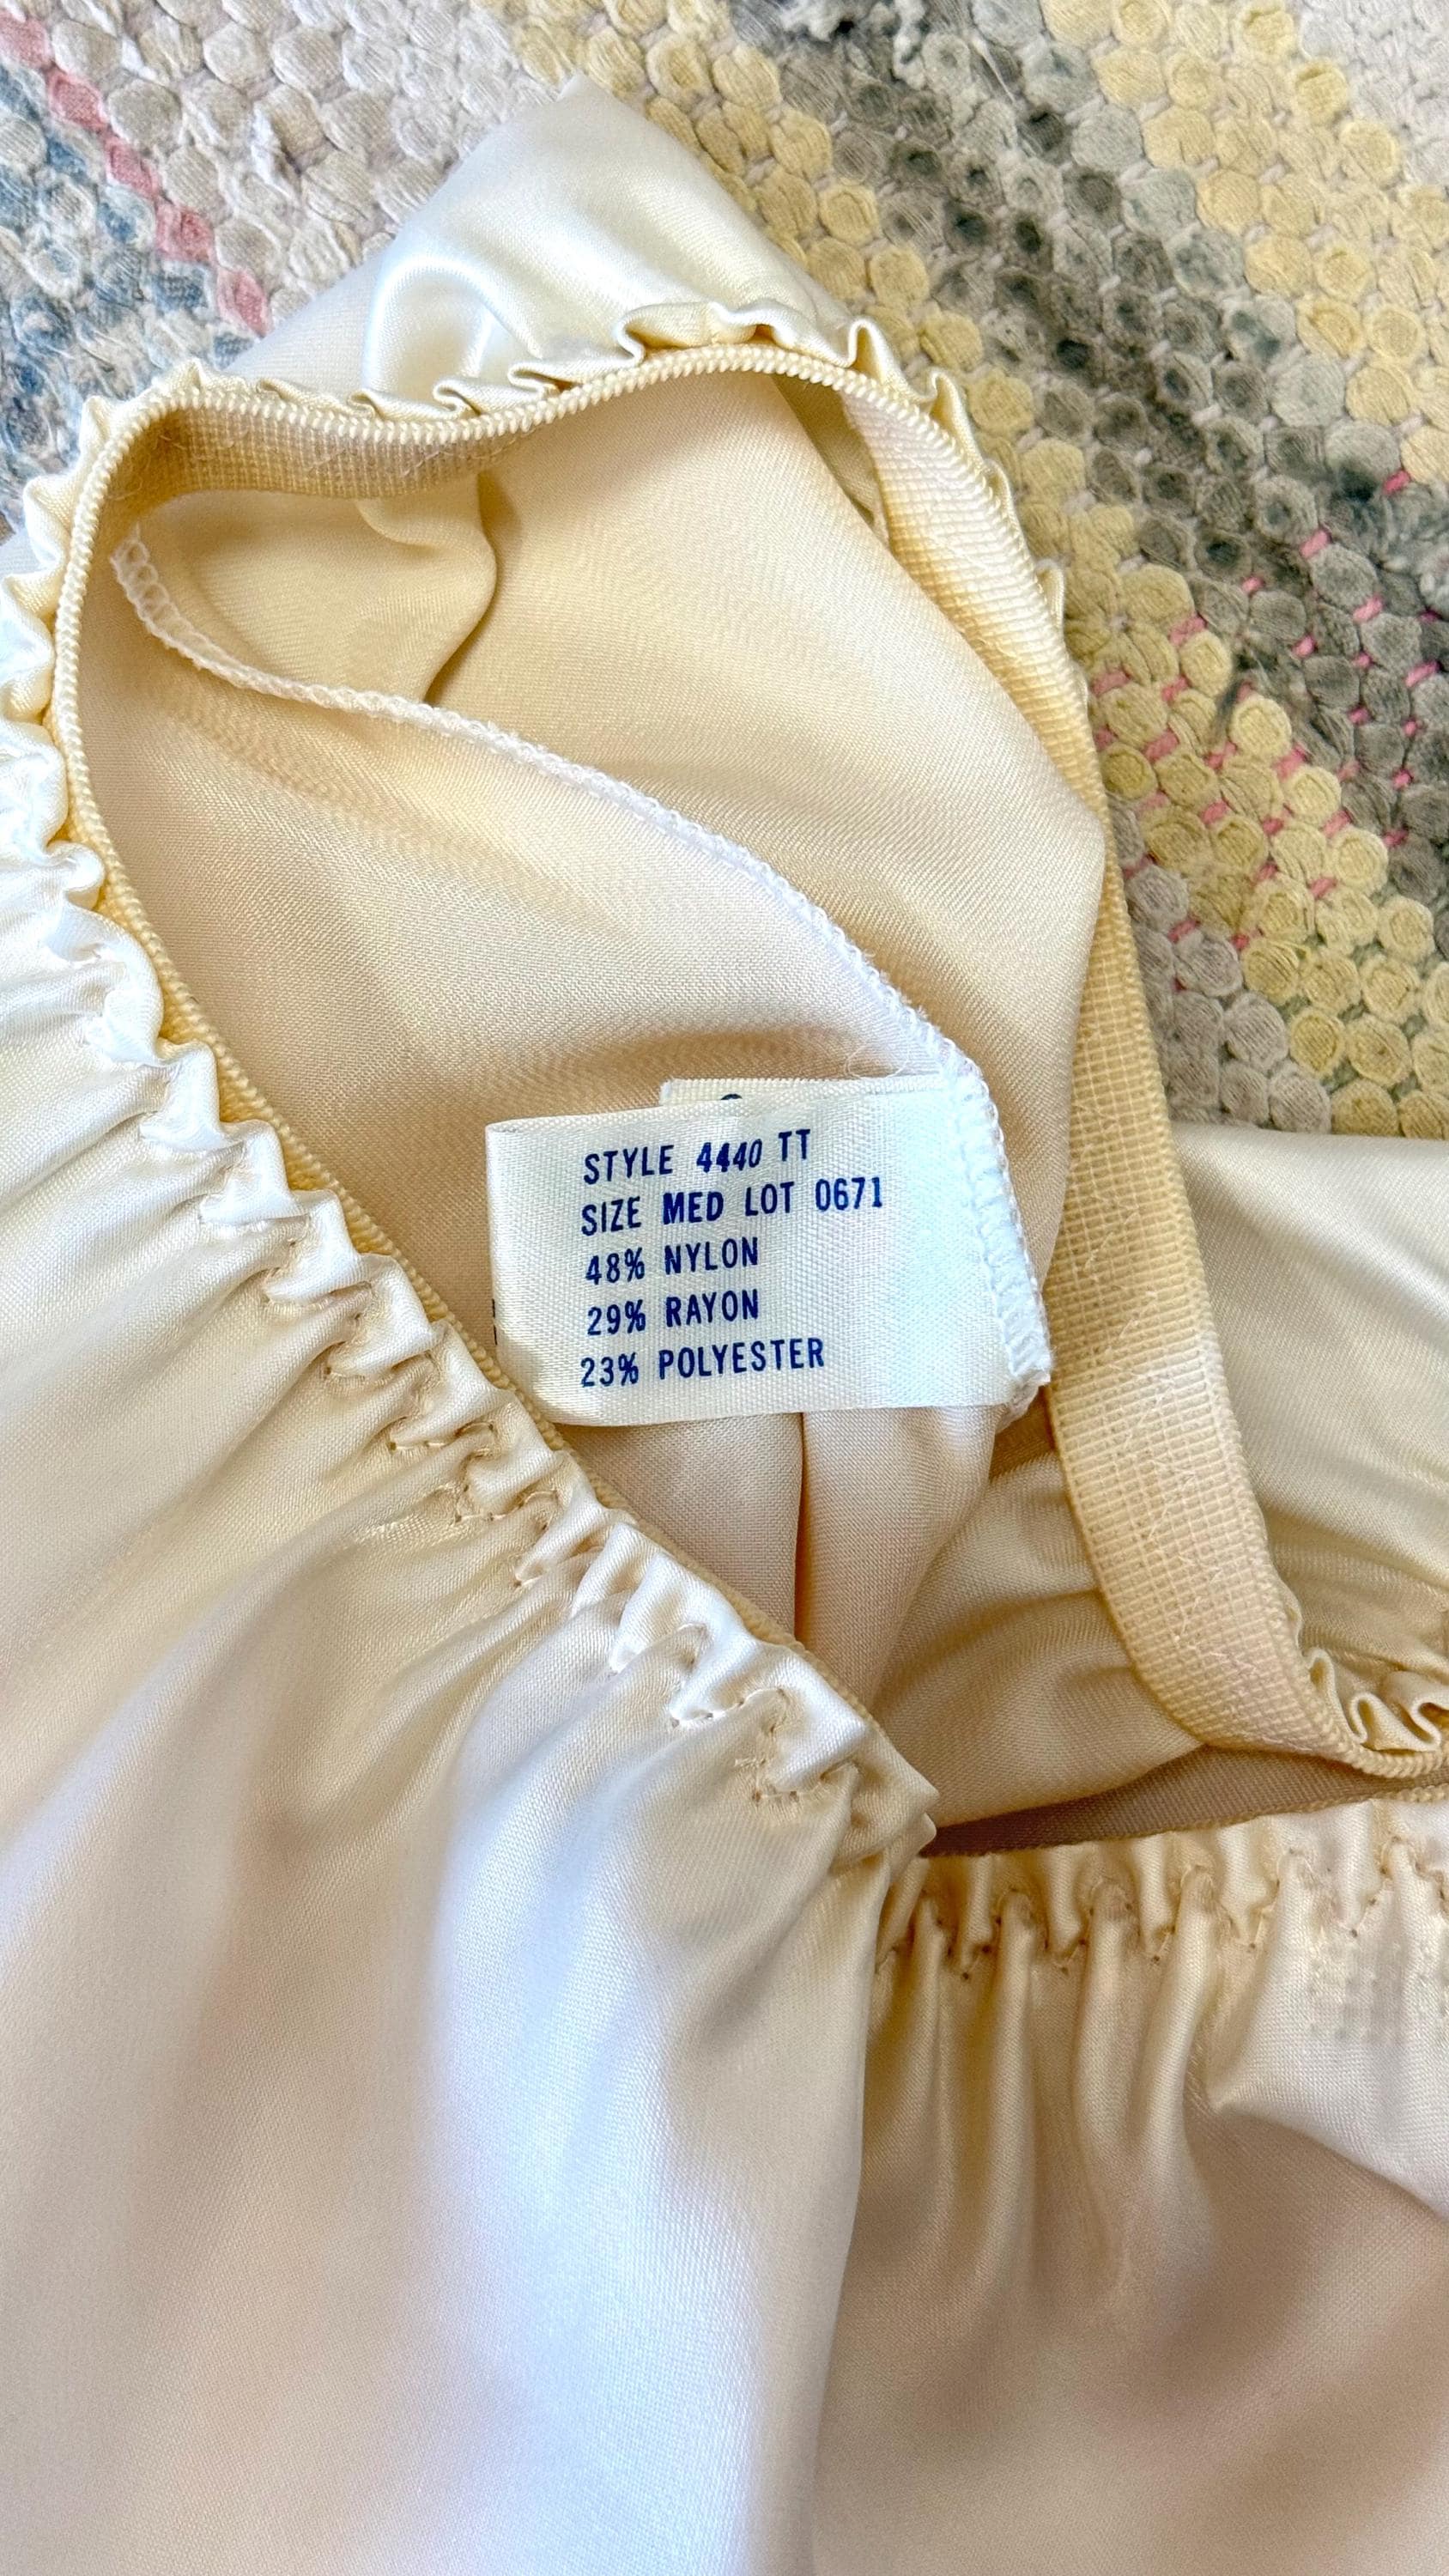 STYLE 4440 TT
SIZE MED LOT 0671
48% NYLON
29% RAYON
23% POLYESTER